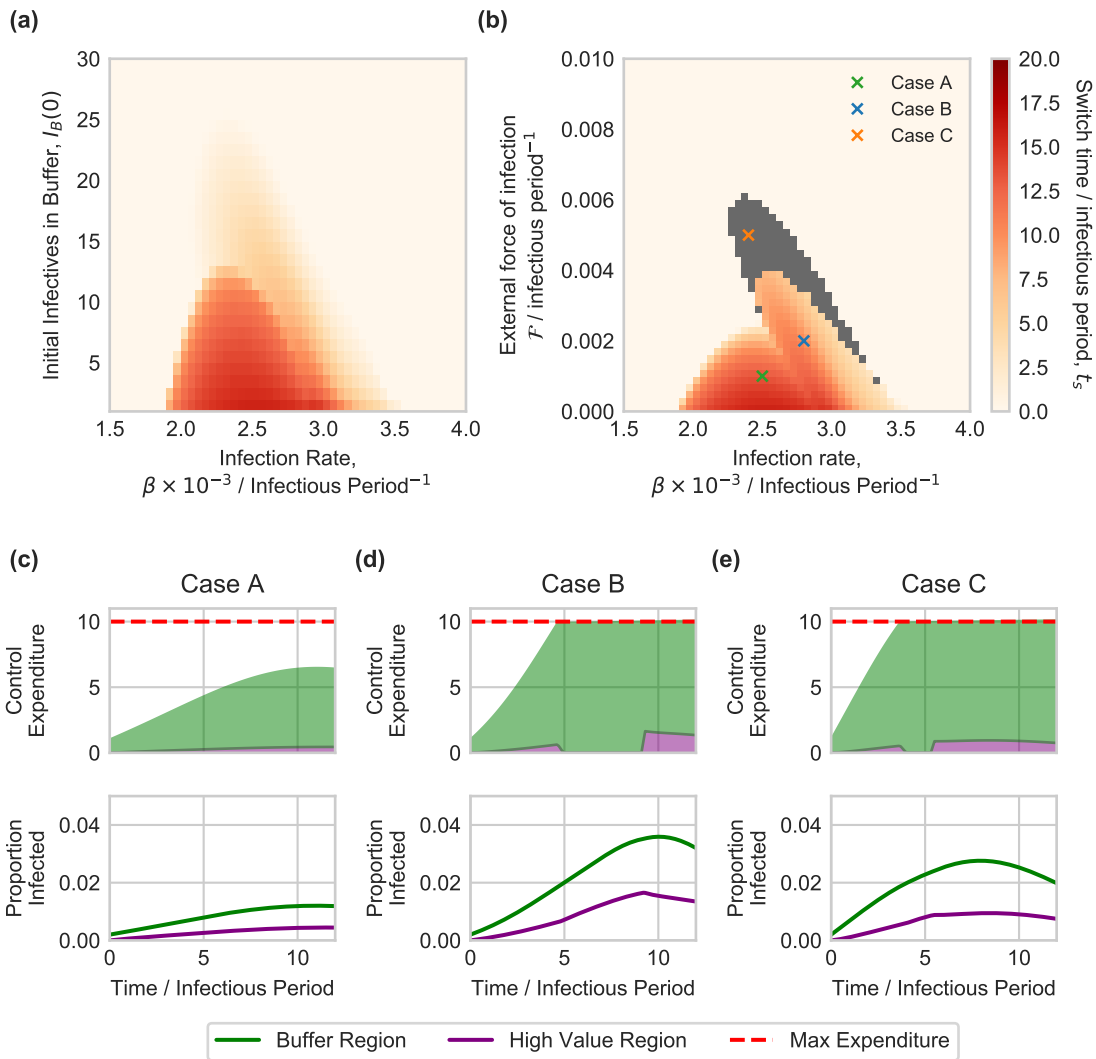 (a)
(b)
30
25
20
15
10
5
Initial Infectives in Buffer, I_B(0)
1.5 2.0 2.5 3.0 3.5 4.0
Infection Rate,
β × 10⁻³ / Infectious Period⁻¹
0.010
0.008
0.006
0.004
0.002
0.000
External force of infection
ℱ / infectious period⁻¹
Case A
Case B
Case C
1.5 2.0 2.5 3.0 3.5 4.0
Infection rate,
β × 10⁻³ / Infectious Period⁻¹
20.0
17.5
15.0
12.5
10.0
7.5
5.0
2.5
0.0
Switch time / infectious period, t_s
(c)
(d)
(e)
Case A
Case B
Case C
10
5
0
Control
Expenditure
10
5
0
Control
Expenditure
10
5
0
Control
Expenditure
0.04
0.02
0.00
Proportion
Infected
0 5 10
Time / Infectious Period
0.04
0.02
0.00
Proportion
Infected
0 5 10
Time / Infectious Period
0.04
0.02
0.00
Proportion
Infected
0 5 10
Time / Infectious Period
Buffer Region
High Value Region
Max Expenditure